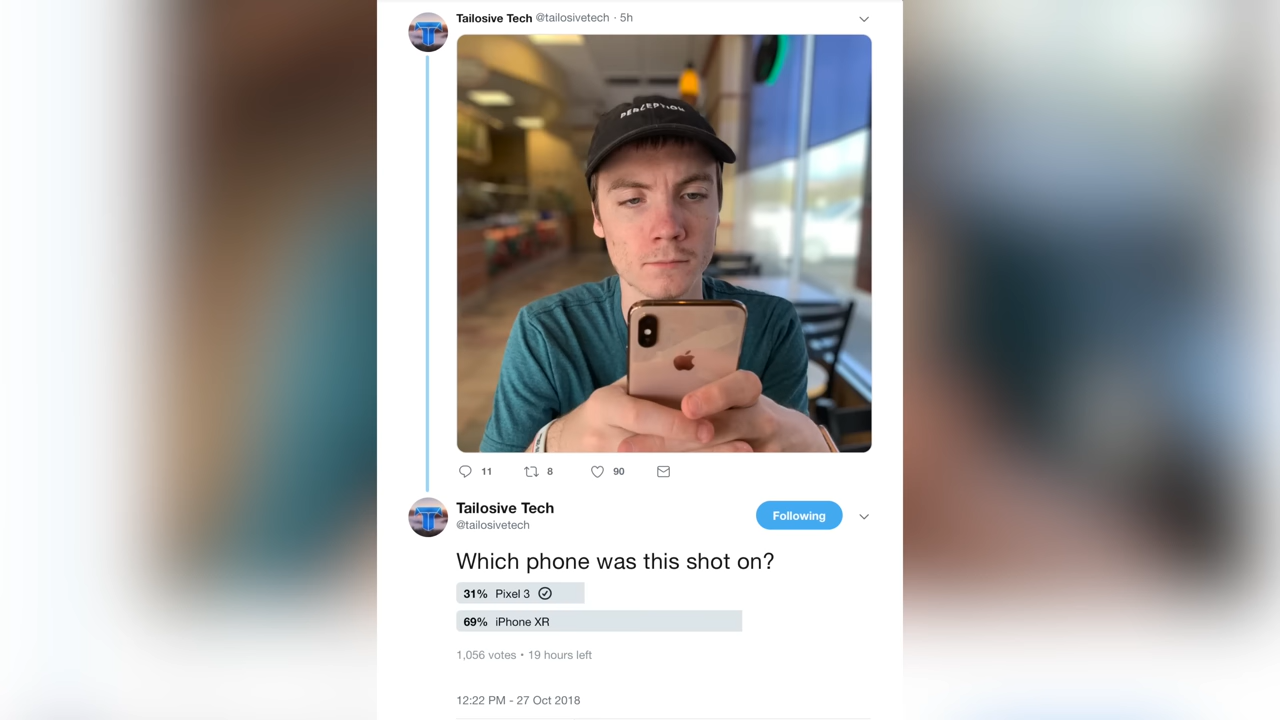 Tailosive Tech @tailosivetech · 5h
PERCEPTION
11 8 90
Tailosive Tech
@tailosivetech
Following
Which phone was this shot on?
31% Pixel 3
69% iPhone XR
1,056 votes • 19 hours left
12:22 PM - 27 Oct 2018